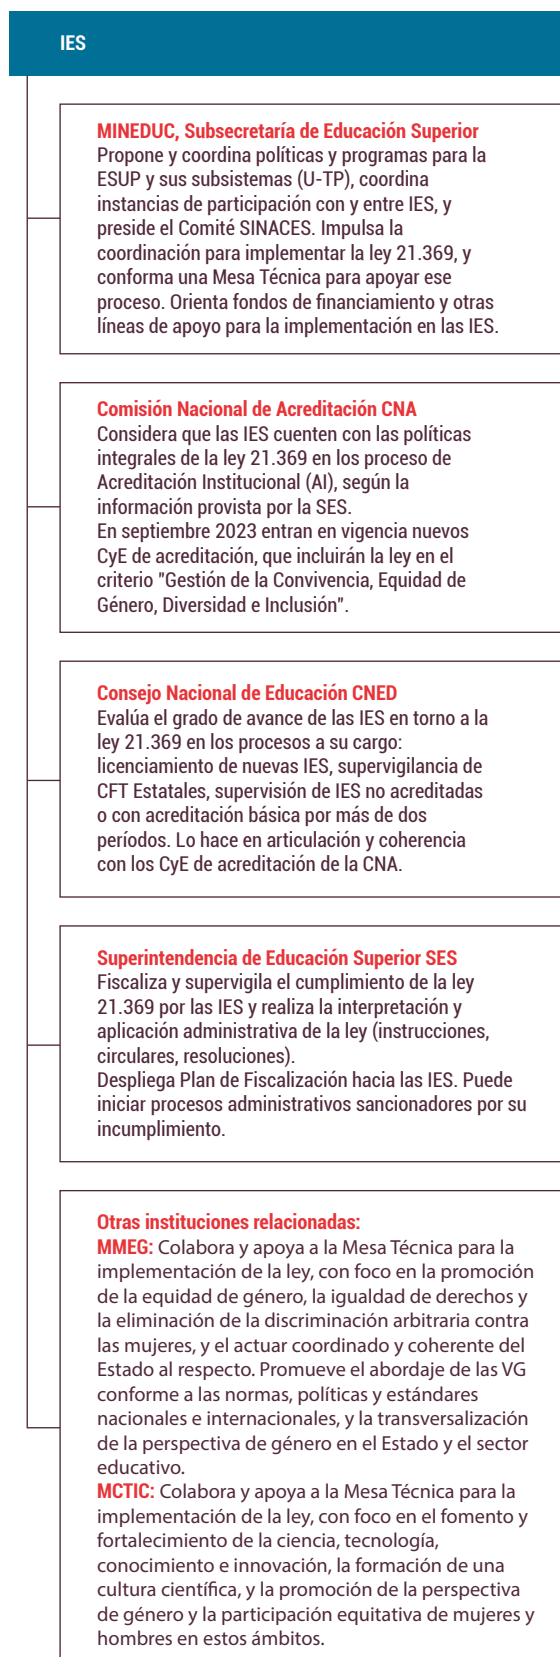 IES
MINEDUC, Subsecretaría de Educación Superior
Propone y coordina políticas y programas para la
ESUP y sus subsistemas (U-TP), coordina
instancias de participación con y entre IES, y
preside el Comité SINACES. Impulsa la
coordinación para implementar la ley 21.369, y
conforma una Mesa Técnica para apoyar ese
proceso. Orienta fondos de financiamiento y otras
líneas de apoyo para la implementación en las IES.
Comisión Nacional de Acreditación CNA
Considera que las IES cuenten con las políticas
integrales de la ley 21.369 en los proceso de
Acreditación Institucional (AI), según la
información provista por la SES.
En septiembre 2023 entran en vigencia nuevos
CyE de acreditación, que incluirán la ley en el
criterio "Gestión de la Convivencia, Equidad de
Género, Diversidad e Inclusión".
Consejo Nacional de Educación CNED
Evalúa el grado de avance de las IES en torno a la
ley 21.369 en los procesos a su cargo:
licenciamiento de nuevas IES, supervigilancia de
CFT Estatales, supervisión de IES no acreditadas
o con acreditación básica por más de dos
períodos. Lo hace en articulación y coherencia
con los CyE de acreditación de la CNA.
Superintendencia de Educación Superior SES
Fiscaliza y supervigila el cumplimiento de la ley
21.369 por las IES y realiza la interpretación y
aplicación administrativa de la ley (instrucciones,
circulares, resoluciones).
Despliega Plan de Fiscalización hacia las IES. Puede
iniciar procesos administrativos sancionadores por su
incumplimiento.
Otras instituciones relacionadas:
MMEG: Colabora y apoya a la Mesa Técnica para la
implementación de la ley, con foco en la promoción
de la equidad de género, la igualdad de derechos y
la eliminación de la discriminación arbitraria contra
las mujeres, y el actuar coordinado y coherente del
Estado al respecto. Promueve el abordaje de las VG
conforme a las normas, políticas y estándares
nacionales e internacionales, y la transversalización
de la perspectiva de género en el Estado y el sector
educativo.
MCTIC: Colabora y apoya a la Mesa Técnica para la
implementación de la ley, con foco en el fomento y
fortalecimiento de la ciencia, tecnología,
conocimiento e innovación, la formación de una
cultura científica, y la promoción de la perspectiva
de género y la participación equitativa de mujeres y
hombres en estos ámbitos.